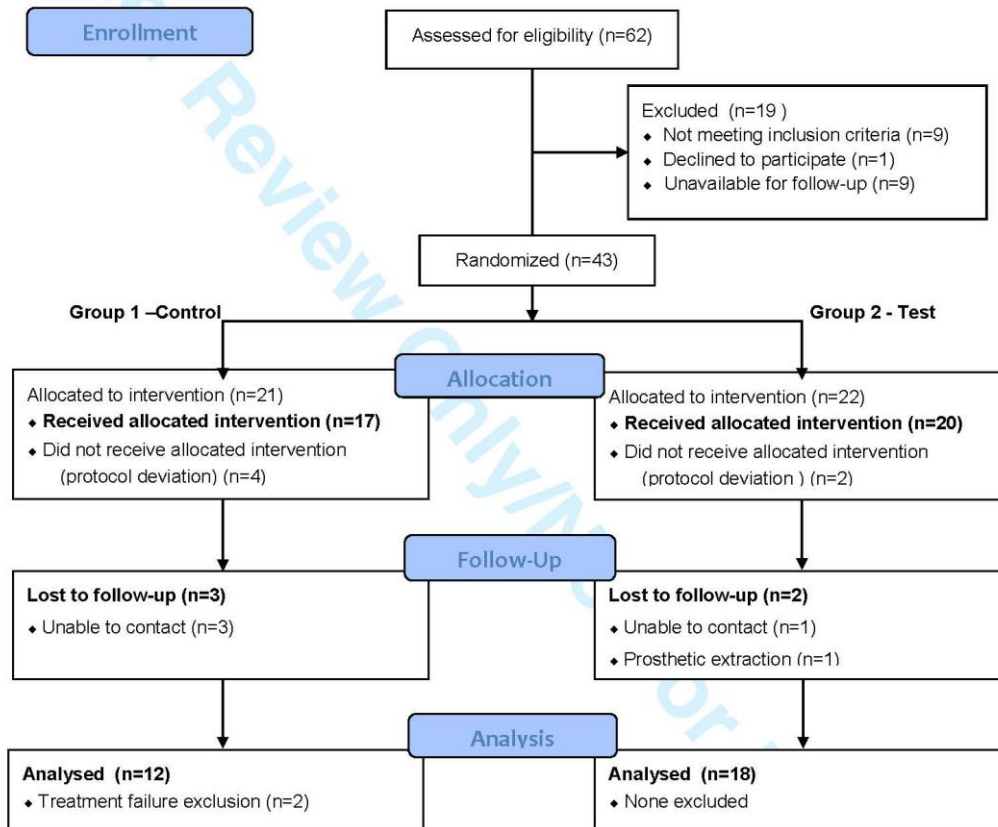 Enrollment
Assessed for eligibility (n=62)
Excluded (n=19 )
◆ Not meeting inclusion criteria (n=9)
◆ Declined to participate (n=1)
◆ Unavailable for follow-up (n=9)
Randomized (n=43)
Group 1 –Control
Group 2 - Test
Allocation
Allocated to intervention (n=21)
◆ Received allocated intervention (n=17)
◆ Did not receive allocated intervention
(protocol deviation) (n=4)
Allocated to intervention (n=22)
◆ Received allocated intervention (n=20)
◆ Did not receive allocated intervention
(protocol deviation ) (n=2)
Follow-Up
Lost to follow-up (n=3)
◆ Unable to contact (n=3)
Lost to follow-up (n=2)
◆ Unable to contact (n=1)
◆ Prosthetic extraction (n=1)
Analysis
Analysed (n=12)
◆ Treatment failure exclusion (n=2)
Analysed (n=18)
◆ None excluded
Review Only/